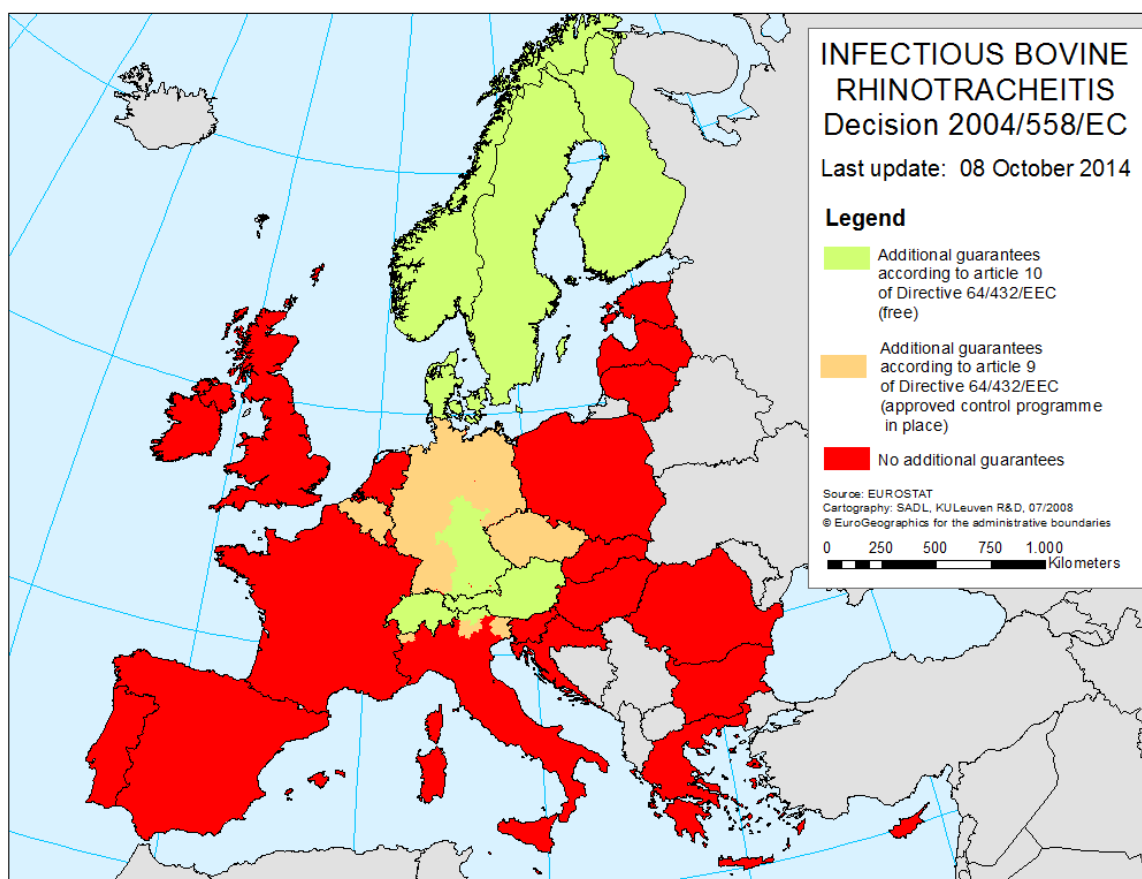 INFECTIOUS BOVINE
RHINOTRACHEITIS
Decision 2004/558/EC
Last update: 08 October 2014
Legend
Additional guarantees
according to article 10
of Directive 64/432/EEC
(free)
Additional guarantees
according to article 9
of Directive 64/432/EEC
(approved control programme
in place)
No additional guarantees
Source: EUROSTAT
Cartography: SADL, KULeuven R&D, 07/2008
© EuroGeographics for the administrative boundaries
0 250 500 750 1.000
Kilometers